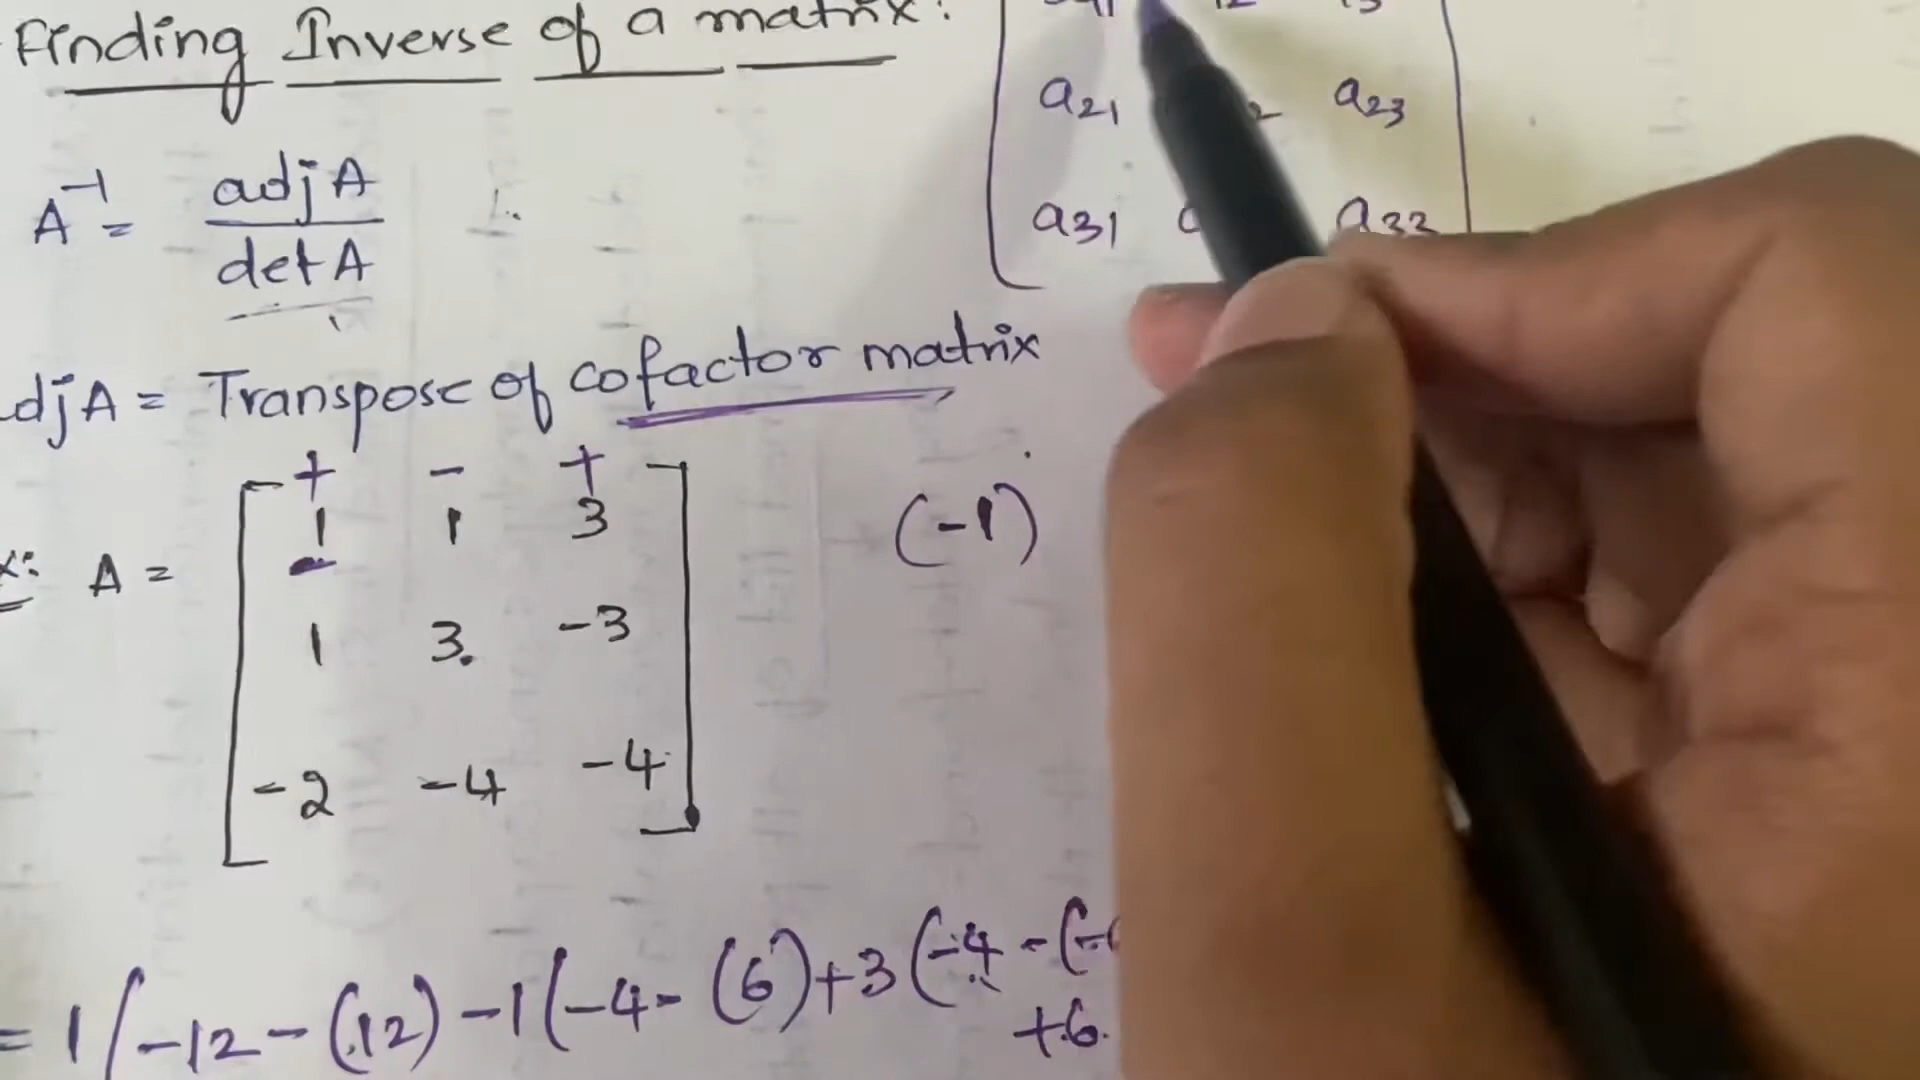 Finding Inverse of a matrix:
A⁻¹ = adj A / det A
a21 a23
a31 a33
djA = Transpose of cofactor matrix
+ - +
1 1 3
x: A =
1 3. -3
-2 -4 -4
(-1)
= 1(-12-(12)-1(-4-(6)+3(-4-(-
+6.